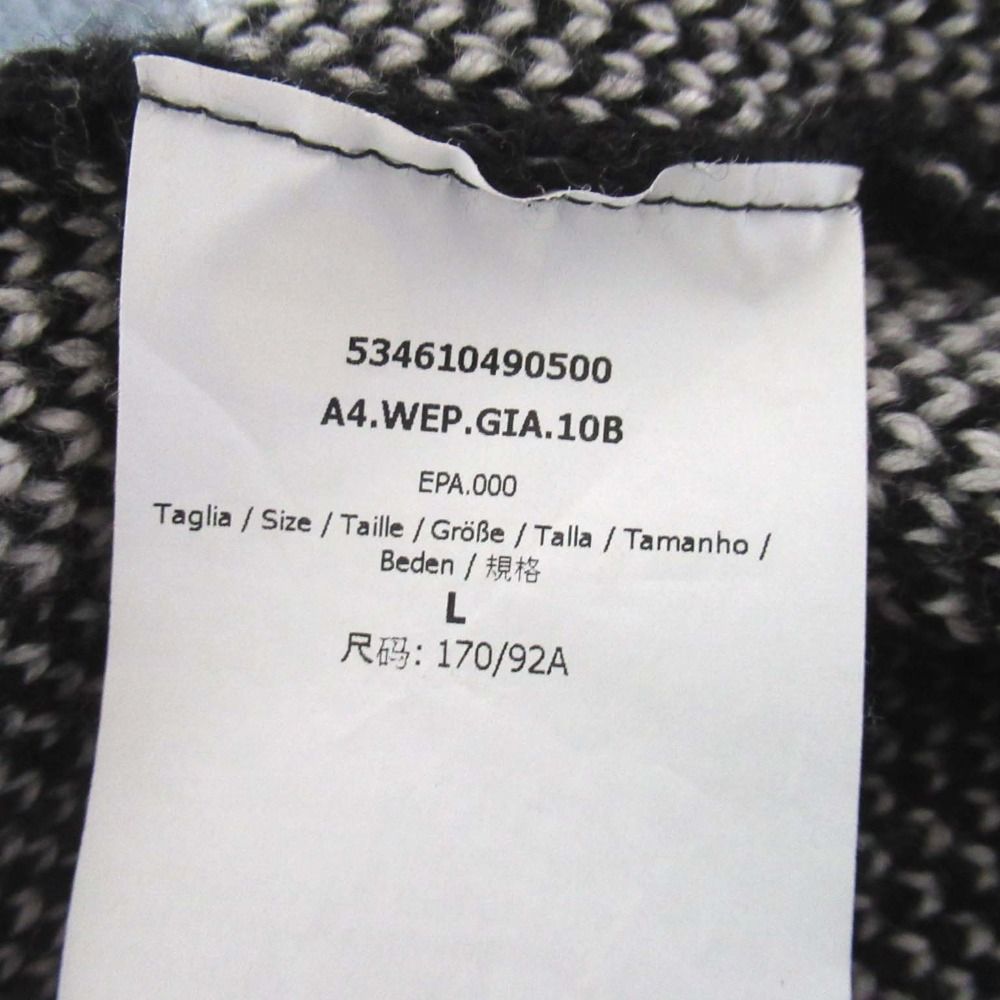 534610490500
A4.WEP.GIA.10B
EPA.000
Taglia / Size / Taille / Größe / Talla / Tamanho /
Beden / 規格
L
尺码: 170/92A